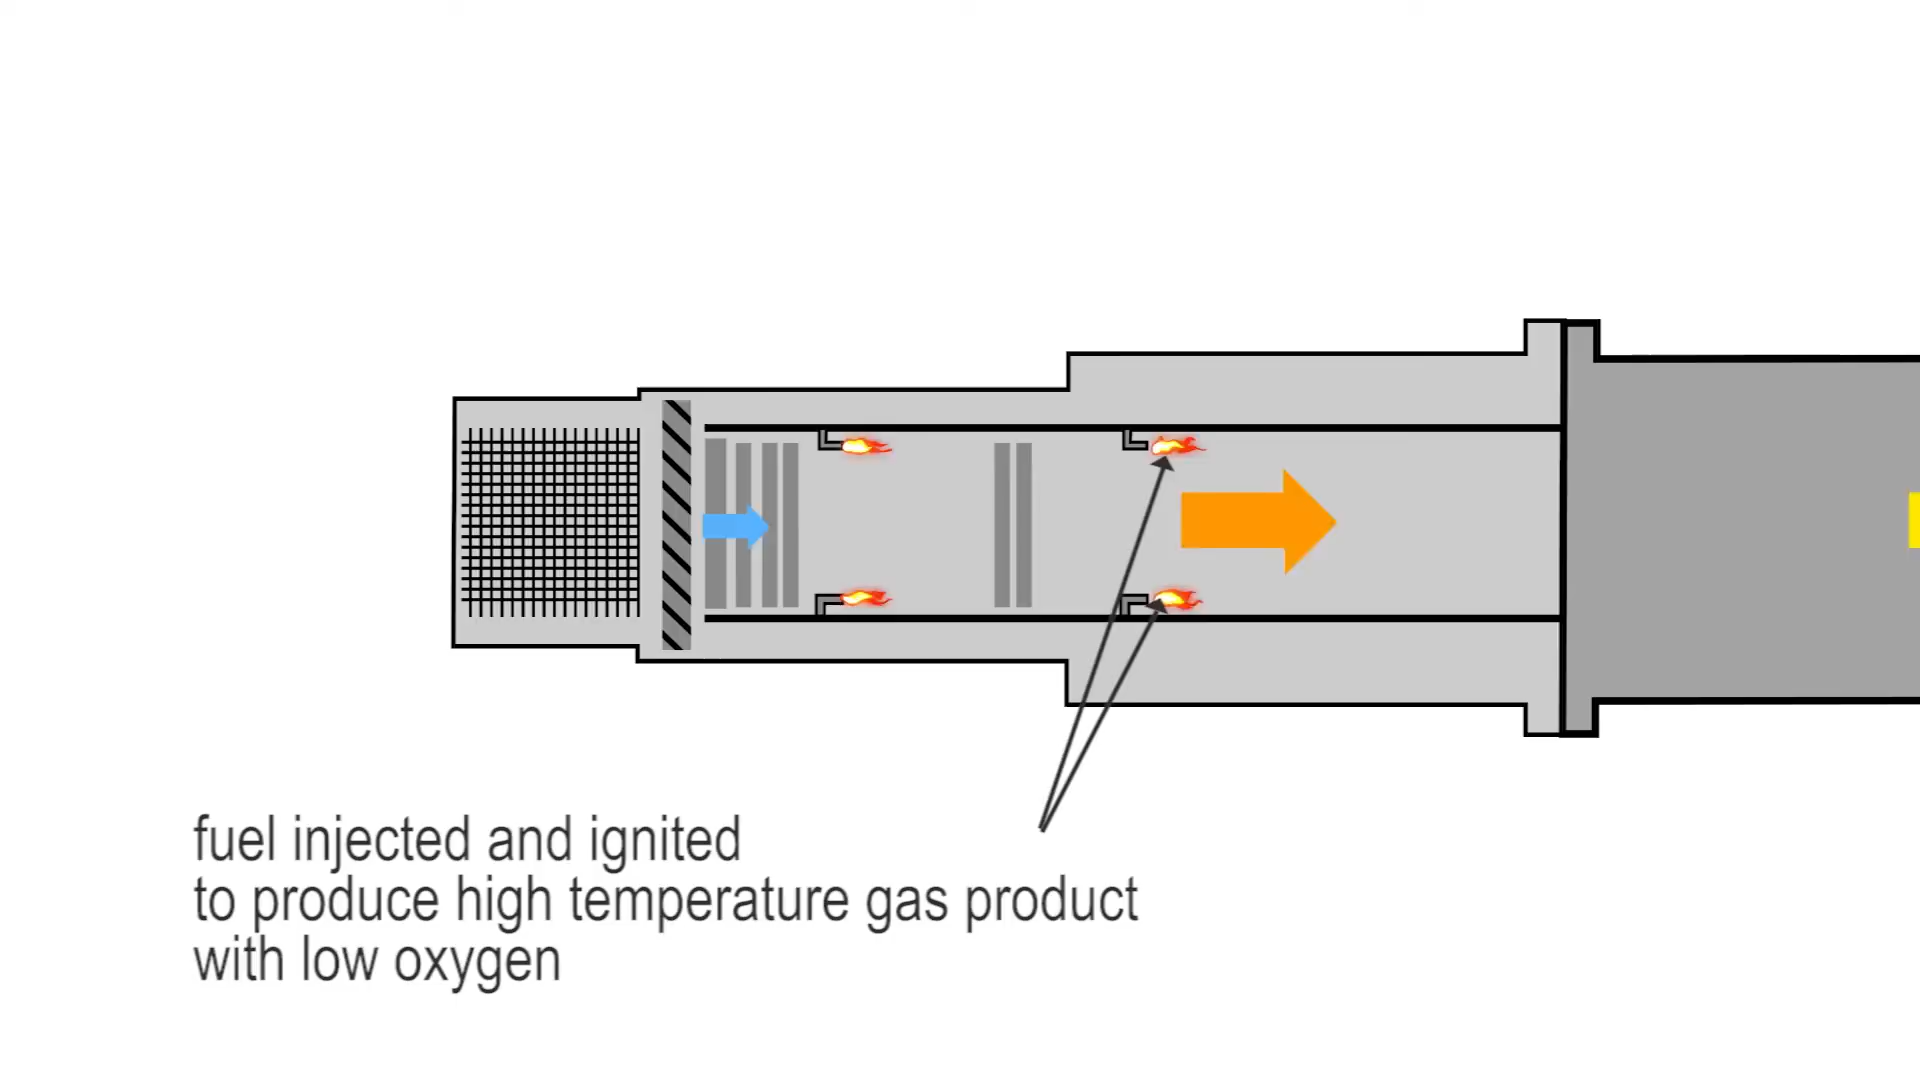 fuel injected and ignited
to produce high temperature gas product
with low oxygen